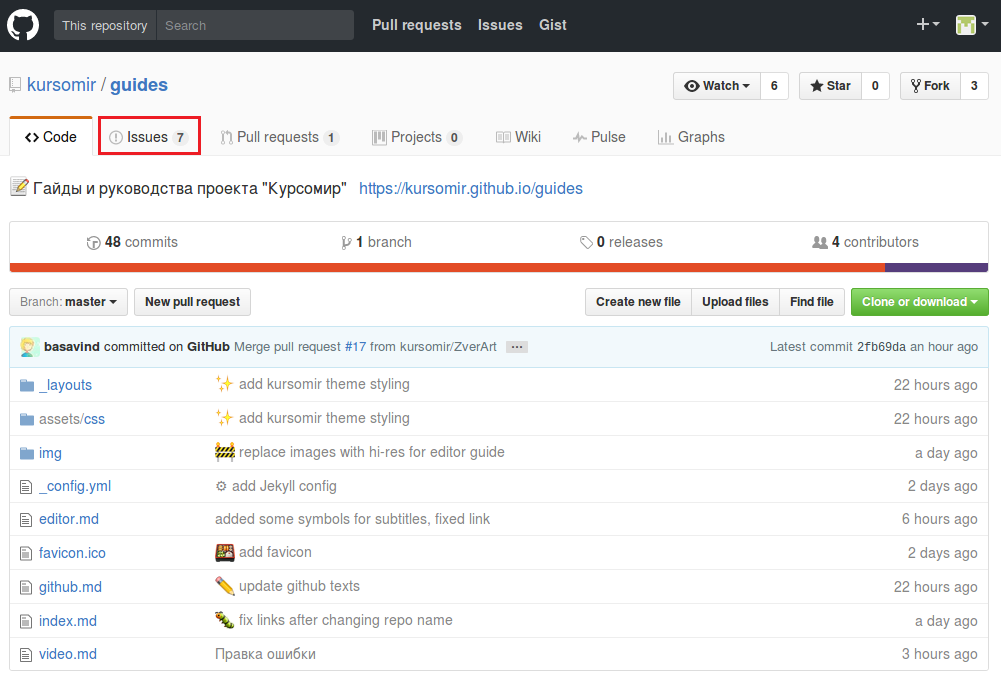 This repository Search Pull requests Issues Gist
kursomir / guides Watch 6 Star 0 Fork 3
Code Issues 7 Pull requests 1 Projects 0 Wiki Pulse Graphs
Гайды и руководства проекта "Курсомир" https://kursomir.github.io/guides
48 commits 1 branch 0 releases 4 contributors
Branch: master New pull request Create new file Upload files Find file Clone or download
basavind committed on GitHub Merge pull request #17 from kursomir/ZverArt ... Latest commit 2fb69da an hour ago
_layouts ✨ add kursomir theme styling 22 hours ago
assets/css ✨ add kursomir theme styling 22 hours ago
img 🚧 replace images with hi-res for editor guide a day ago
_config.yml ⚙ add Jekyll config 2 days ago
editor.md added some symbols for subtitles, fixed link 6 hours ago
favicon.ico 🍱 add favicon 2 days ago
github.md ✏️ update github texts 22 hours ago
index.md 🐛 fix links after changing repo name a day ago
video.md Правка ошибки 3 hours ago